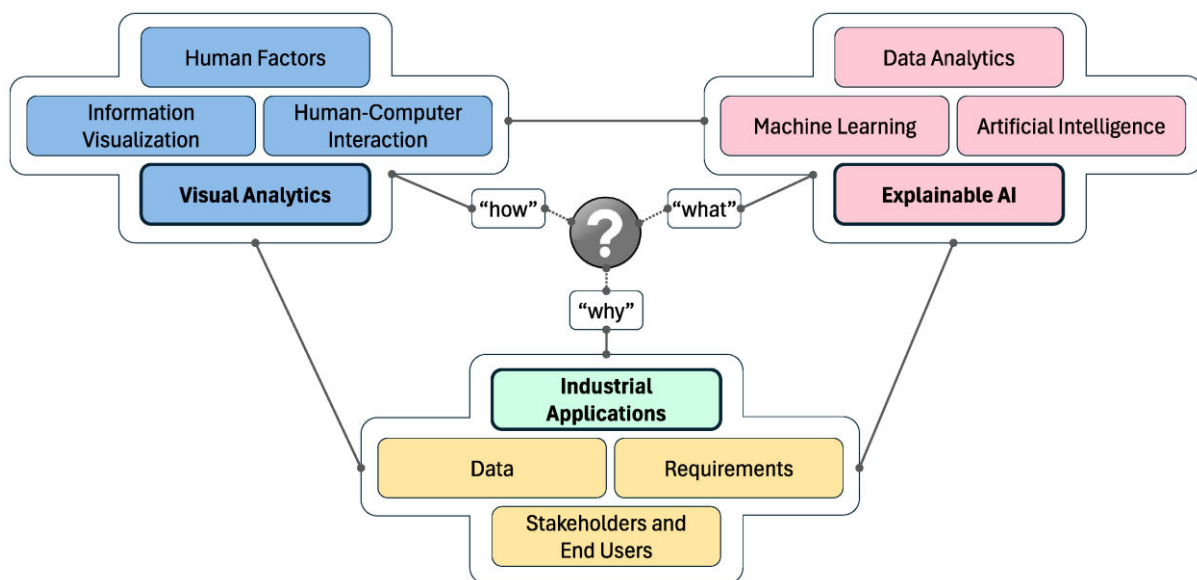 Human Factors
Information
Visualization
Human-Computer
Interaction
Visual Analytics
Data Analytics
Machine Learning
Artificial Intelligence
Explainable AI
“how”
?
“what”
“why”
Industrial
Applications
Data
Requirements
Stakeholders and
End Users